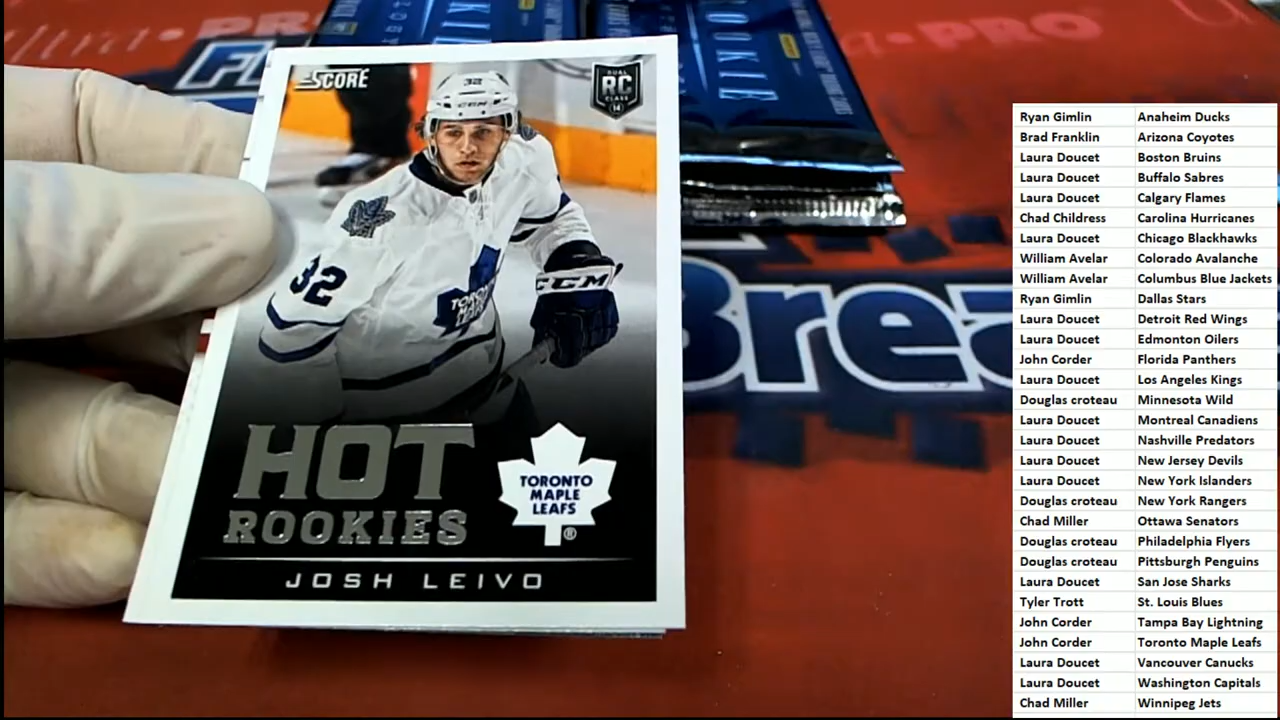 SCORE
DUAL
RC
CLASS
14
32
32
CCM
TORONTO
MAPLE
LEAFS
HOT
ROOKIES
JOSH LEIVO
PRO
Brea
Ryan Gimlin Anaheim Ducks
Brad Franklin Arizona Coyotes
Laura Doucet Boston Bruins
Laura Doucet Buffalo Sabres
Laura Doucet Calgary Flames
Chad Childress Carolina Hurricanes
Laura Doucet Chicago Blackhawks
William Avelar Colorado Avalanche
William Avelar Columbus Blue Jackets
Ryan Gimlin Dallas Stars
Laura Doucet Detroit Red Wings
Laura Doucet Edmonton Oilers
John Corder Florida Panthers
Laura Doucet Los Angeles Kings
Douglas croteau Minnesota Wild
Laura Doucet Montreal Canadiens
Laura Doucet Nashville Predators
Laura Doucet New Jersey Devils
Laura Doucet New York Islanders
Douglas croteau New York Rangers
Chad Miller Ottawa Senators
Douglas croteau Philadelphia Flyers
Douglas croteau Pittsburgh Penguins
Laura Doucet San Jose Sharks
Tyler Trott St. Louis Blues
John Corder Tampa Bay Lightning
John Corder Toronto Maple Leafs
Laura Doucet Vancouver Canucks
Laura Doucet Washington Capitals
Chad Miller Winnipeg Jets